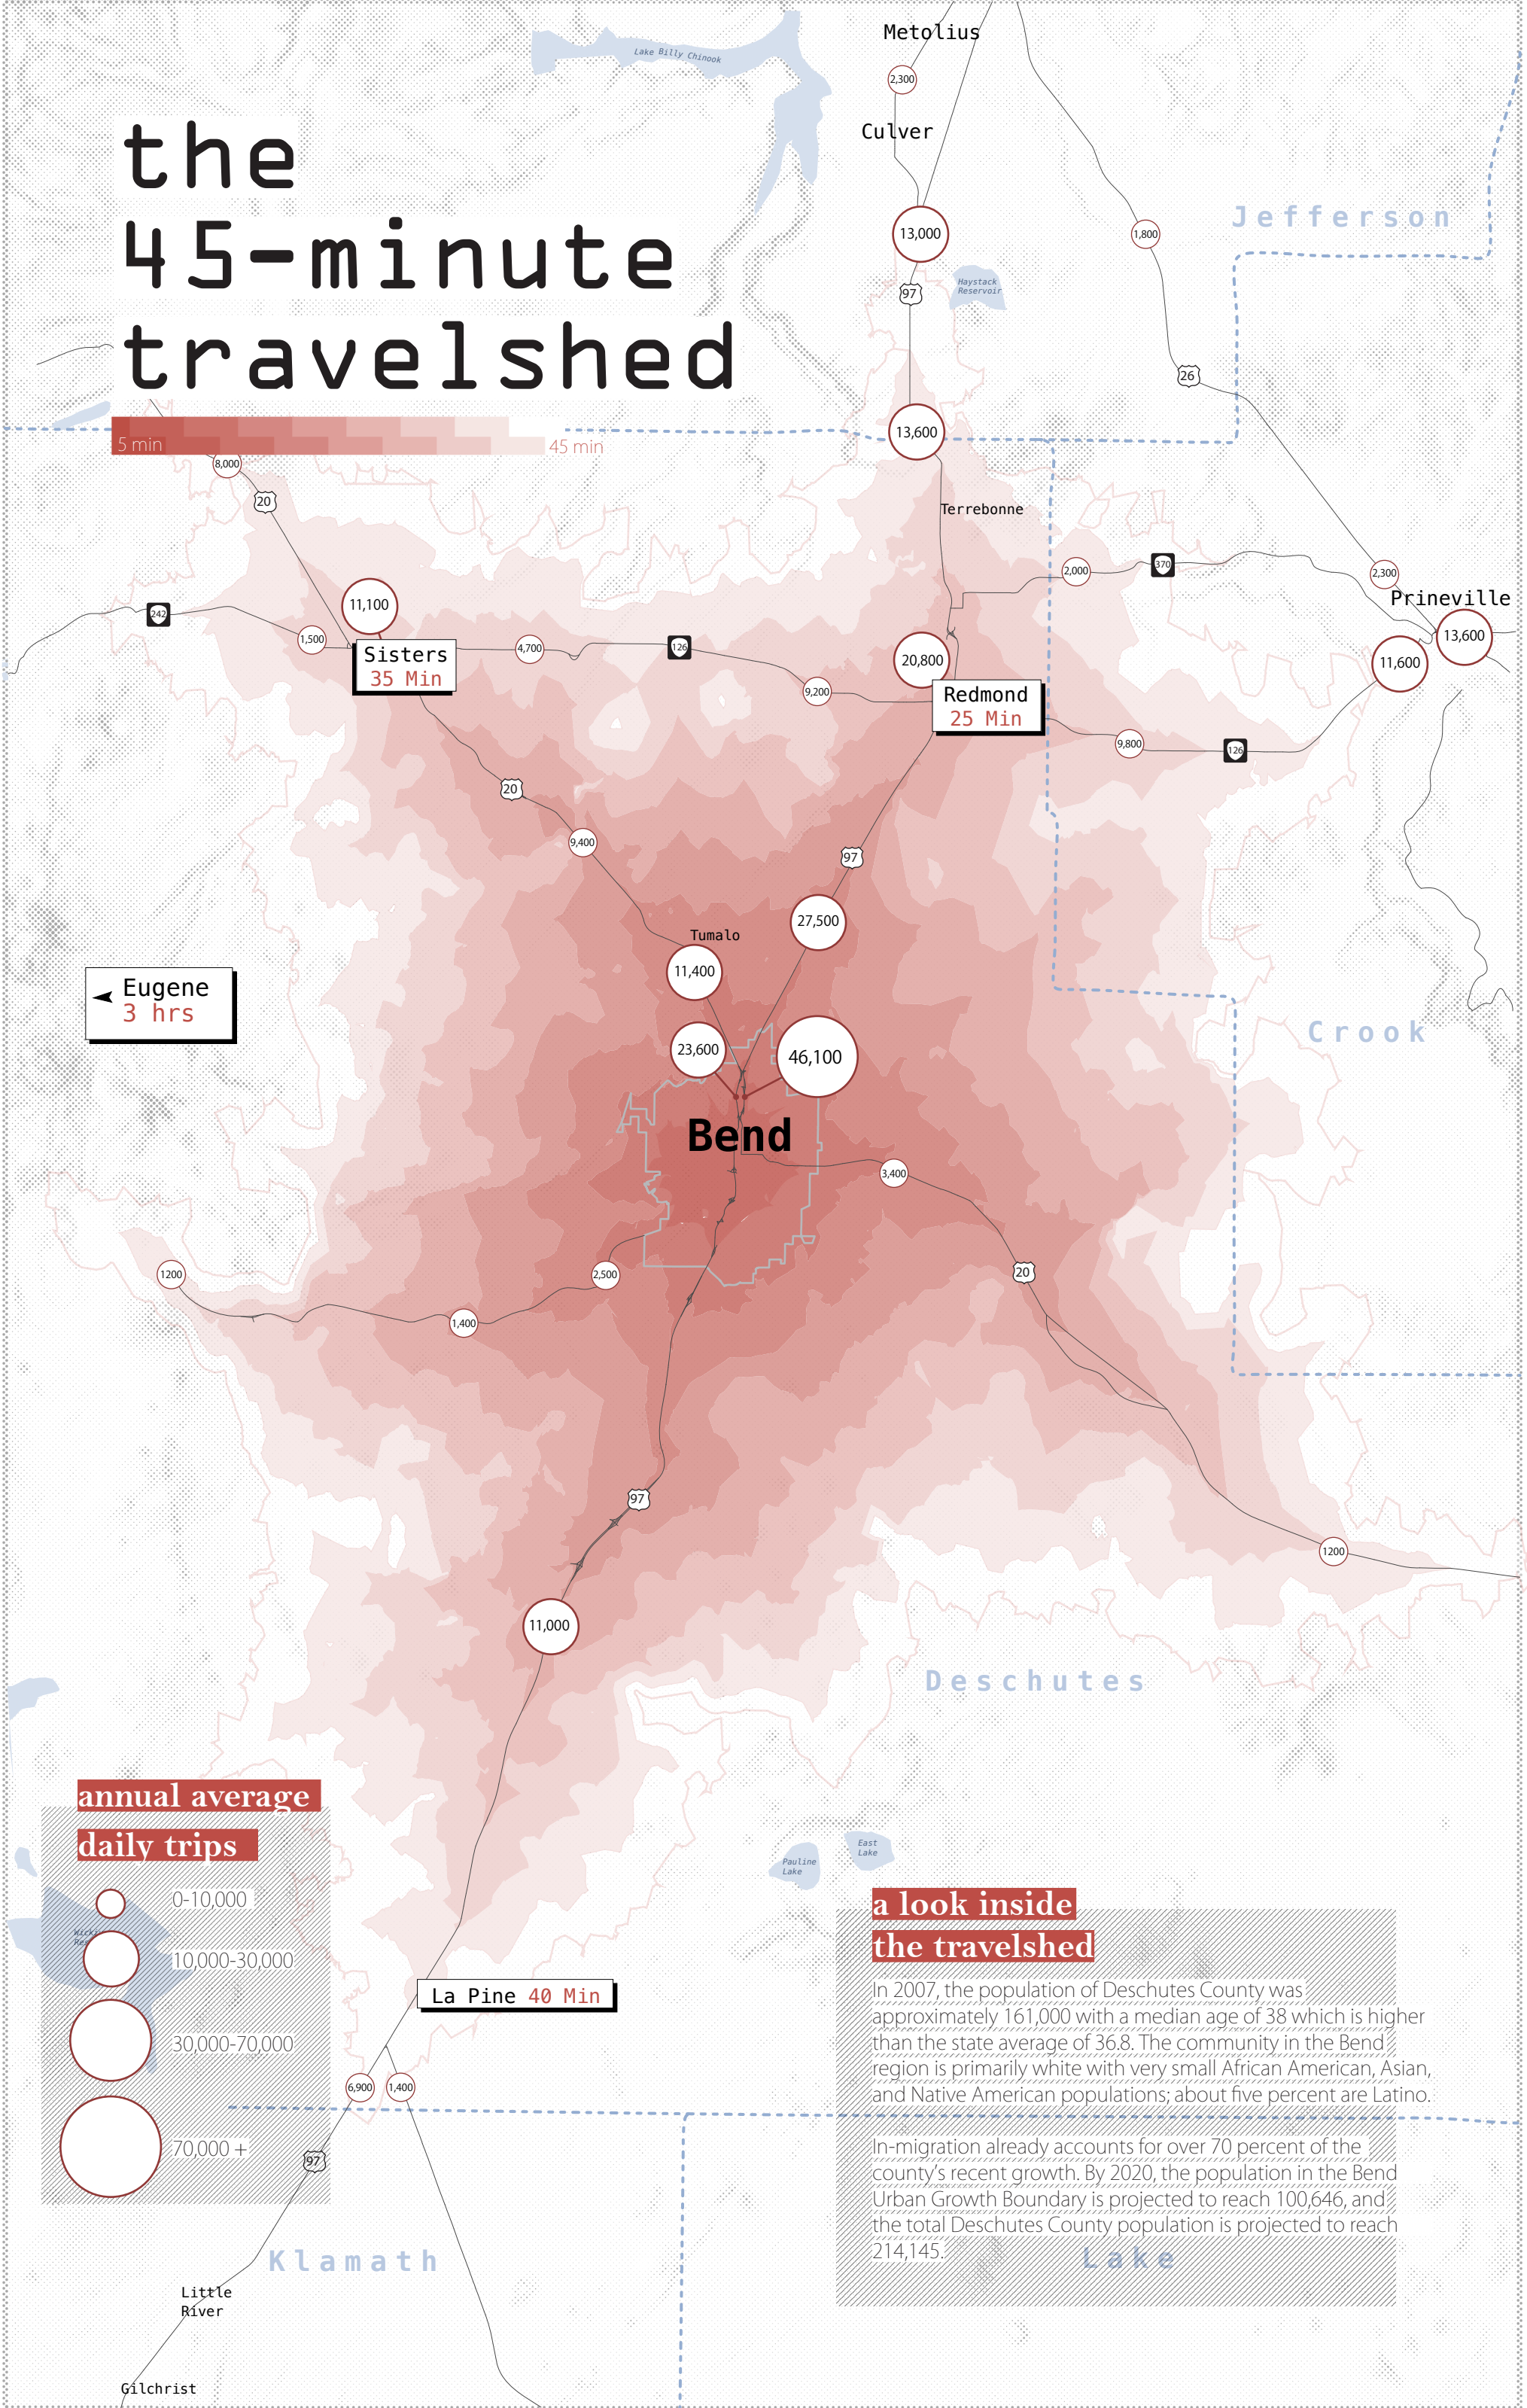 Metolius
Lake Billy Chinook
2,300
Culver
the
45-minute
travelshed
Jefferson
13,000
1,800
97
Haystack
Reservoir
26
13,600
5 min
45 min
8,000
20
Terrebonne
370
2,000
2,300
Prineville
242
11,100
1,500
Sisters
35 Min
4,700
126
20,800
13,600
11,600
9,200
Redmond
25 Min
9,800
126
20
9,400
97
27,500
Tumalo
11,400
Eugene
3 hrs
23,600
46,100
Crook
Bend
3,400
1200
2,500
20
1,400
97
1200
11,000
Deschutes
annual average
daily trips
0-10,000
10,000-30,000
30,000-70,000
70,000 +
East
Lake
Pauline
Lake
La Pine 40 Min
6,900
1,400
97
a look inside
the travelshed
In 2007, the population of Deschutes County was
approximately 161,000 with a median age of 38 which is higher
than the state average of 36.8. The community in the Bend
region is primarily white with very small African American, Asian,
and Native American populations; about five percent are Latino.
In-migration already accounts for over 70 percent of the
county's recent growth. By 2020, the population in the Bend
Urban Growth Boundary is projected to reach 100,646, and
the total Deschutes County population is projected to reach
214,145.
Klamath
Lake
Little
River
Gilchrist